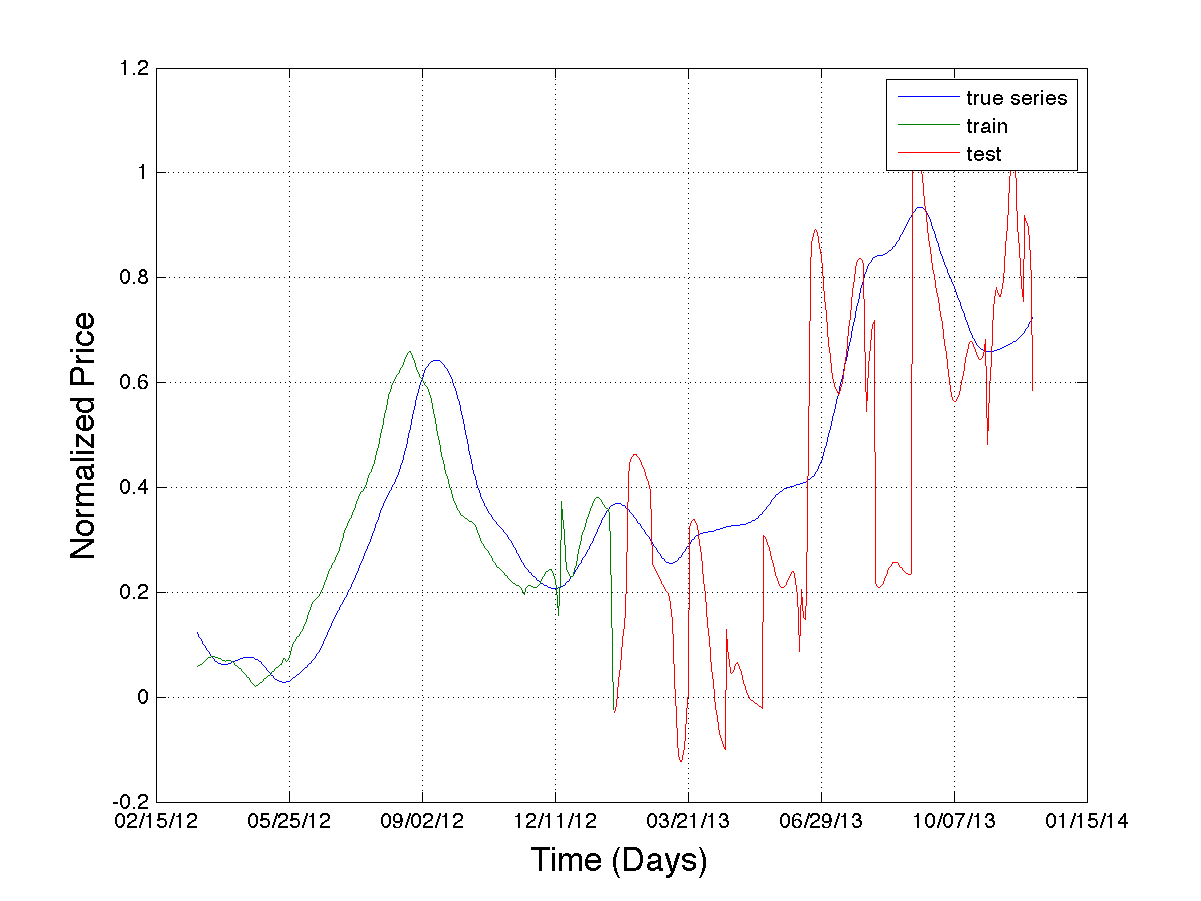 1.2
1
0.8
0.6
0.4
0.2
0
-0.2
Normalized Price
true series
train
test
02/15/12 05/25/12 09/02/12 12/11/12 03/21/13 06/29/13 10/07/13 01/15/14
Time (Days)